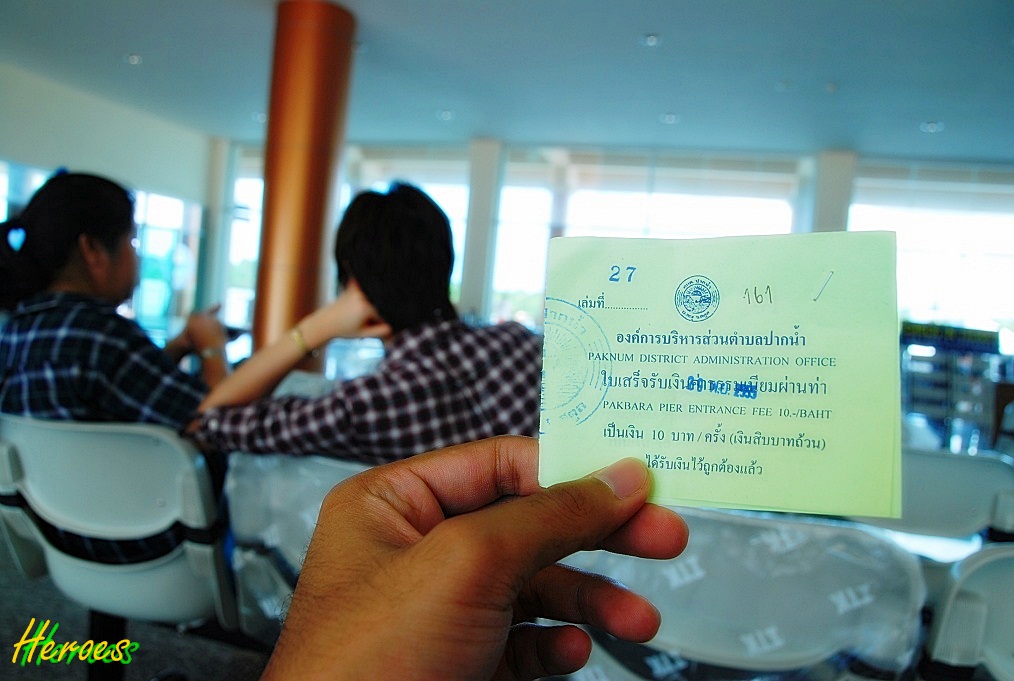 27
เล่มที่............... 161
องค์การบริหารส่วนตำบลปากน้ำ
PAKNUM DISTRICT ADMINISTRATION OFFICE
ใบเสร็จรับเงินค่าธรรมเนียมผ่านท่า
PAKBARA PIER ENTRANCE FEE 10.-/BAHT
เป็นเงิน 10 บาท / ครั้ง (เงินสิบบาทถ้วน)
ได้รับเงินไว้ถูกต้องแล้ว
XIT
XIT
Heroess